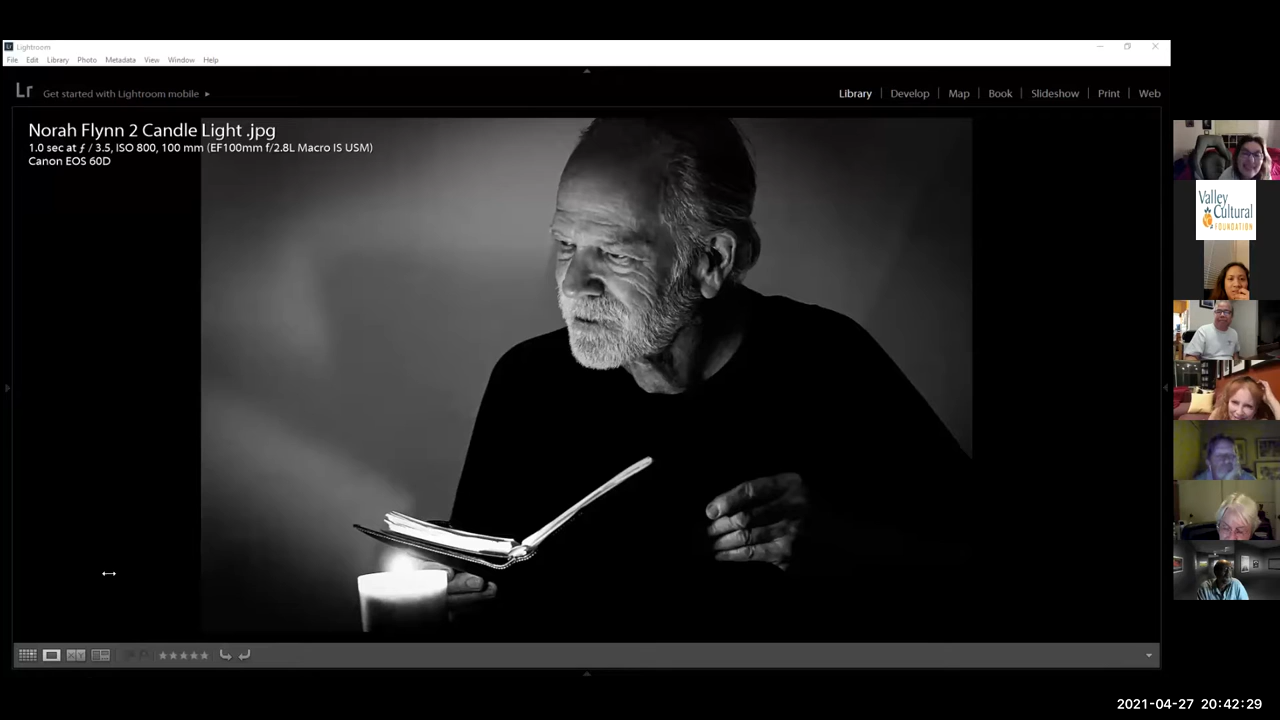 Lr Lightroom
File Edit Library Photo Metadata View Window Help
Lr Get started with Lightroom mobile
Library | Develop | Map | Book | Slideshow | Print | Web
Norah Flynn 2 Candle Light .jpg
1.0 sec at ƒ / 3.5, ISO 800, 100 mm (EF100mm f/2.8L Macro IS USM)
Canon EOS 60D
Valley
Cultural
FOUNDATION
X Y
2021-04-27 20:42:29